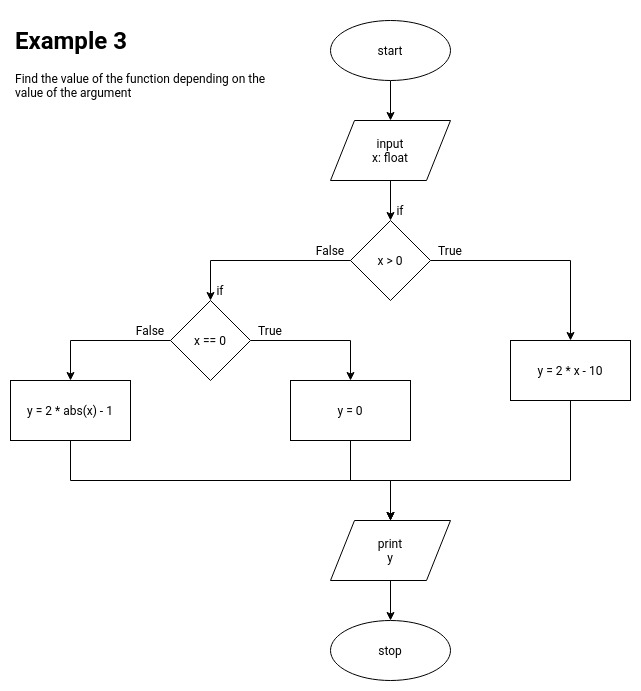 Example 3
Find the value of the function depending on the
value of the argument
start
input
x: float
if
x > 0
False
True
if
x == 0
False
True
y = 2 * x - 10
y = 2 * abs(x) - 1
y = 0
print
y
stop